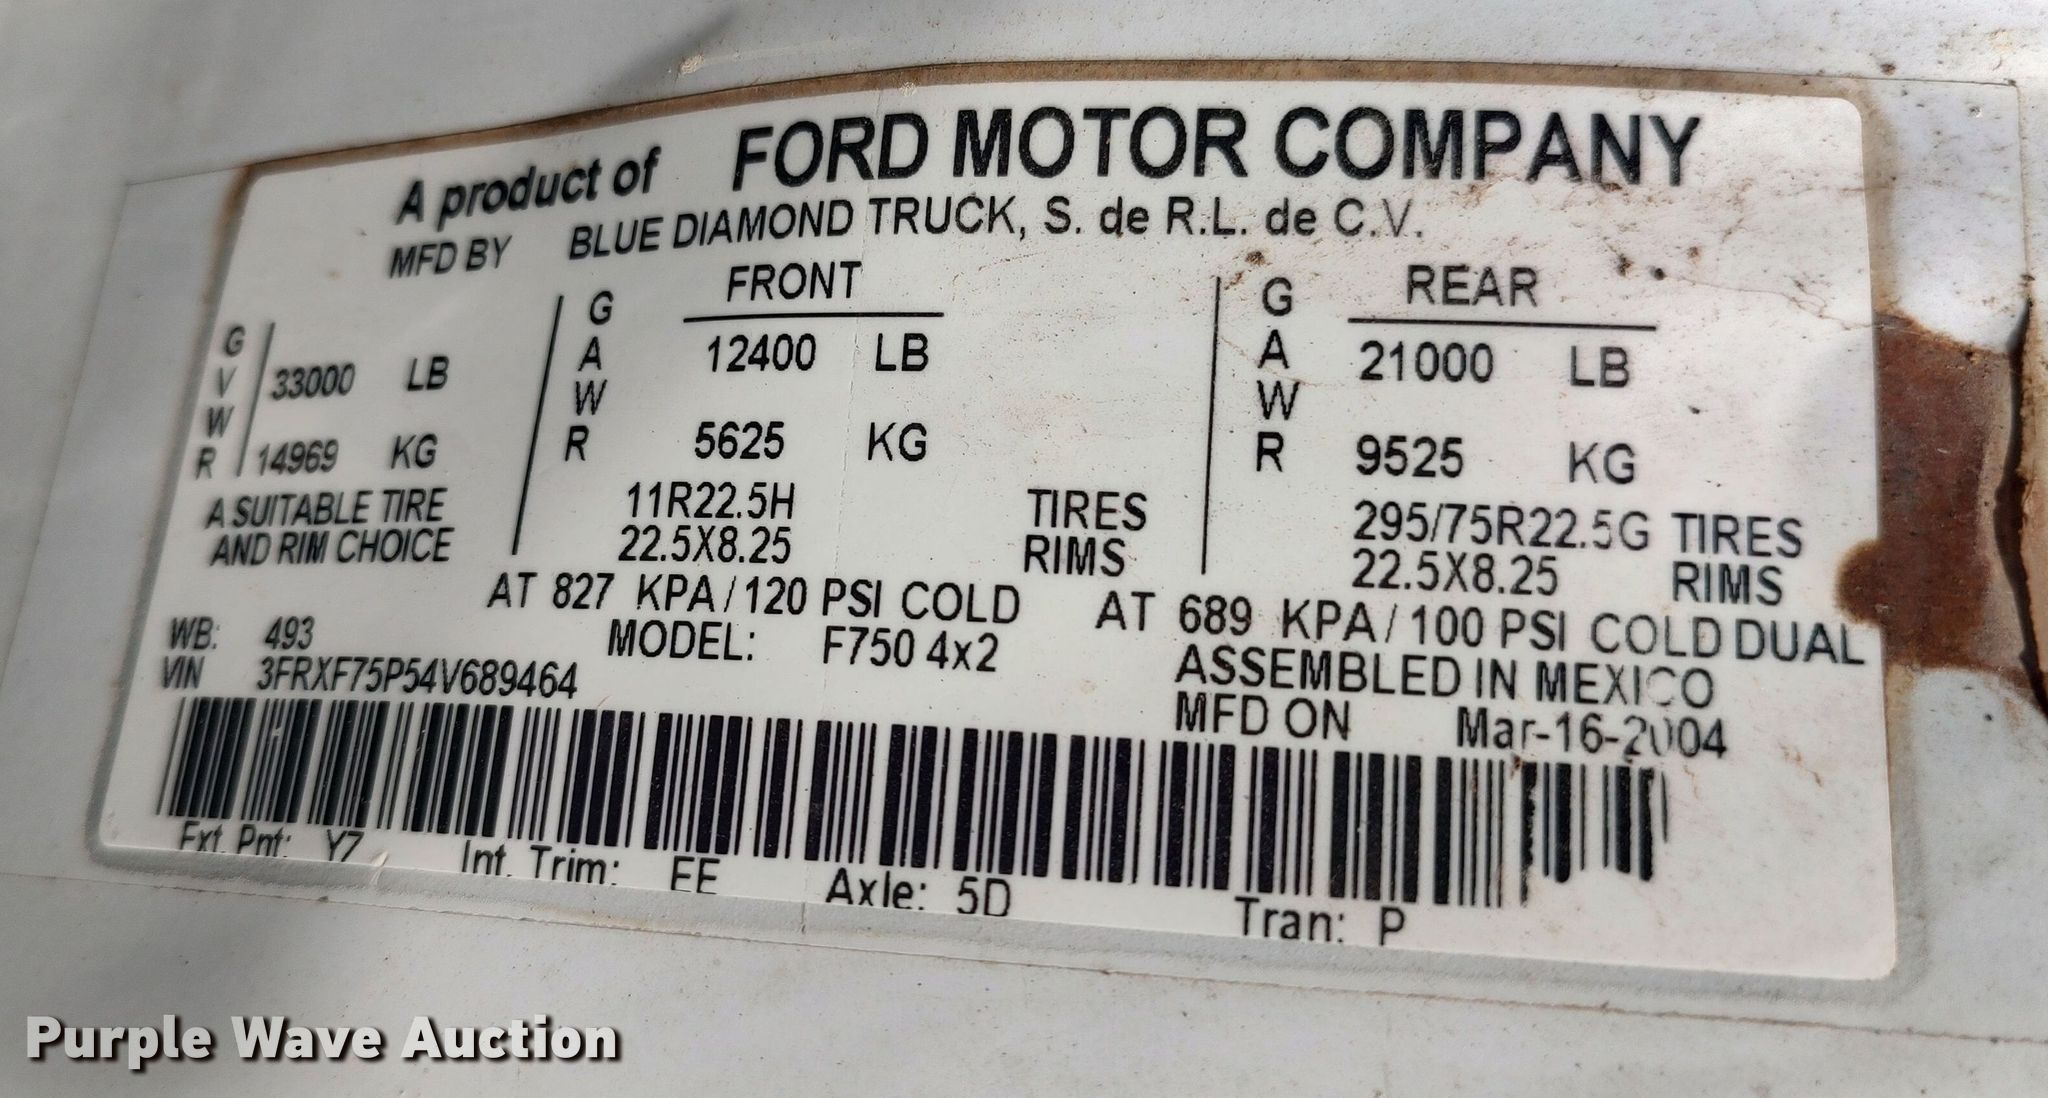 A product of FORD MOTOR COMPANY
MFD BY BLUE DIAMOND TRUCK, S. de R.L. de C.V.
GVWR 33000 LB 14969 KG
GAWR FRONT 12400 LB 5625 KG
GAWR REAR 21000 LB 9525 KG
A SUITABLE TIRE 11R22.5H TIRES 295/75R22.5G TIRES
AND RIM CHOICE 22.5X8.25 RIMS 22.5X8.25 RIMS
AT 827 KPA/120 PSI COLD AT 689 KPA/100 PSI COLD DUAL
WB: 493 MODEL: F750 4x2 ASSEMBLED IN MEXICO
VIN 3FRXF75P54V689464 MFD ON Mar-16-2004
Ext. Pnt: Y7 Int. Trim: EE Axle: 5D Tran: P
Purple Wave Auction